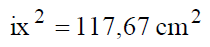 ix² = 117,67 cm²